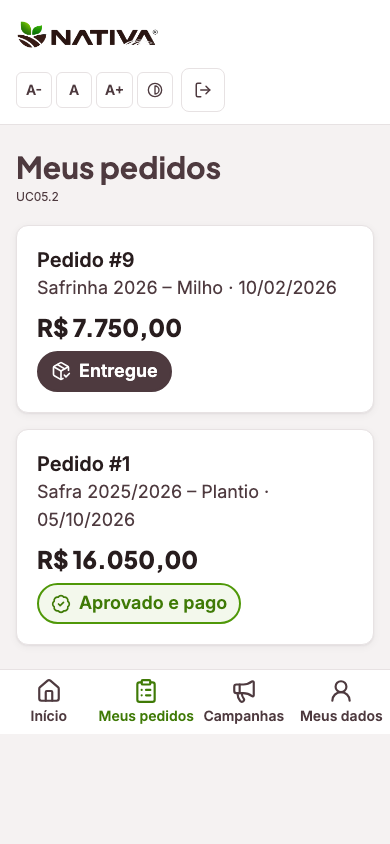 NATIVA®
A-
A
A+
Meus pedidos
UC05.2
Pedido #9
Safrinha 2026 – Milho · 10/02/2026
R$ 7.750,00
Entregue
Pedido #1
Safra 2025/2026 – Plantio ·
05/10/2026
R$ 16.050,00
Aprovado e pago
Início
Meus pedidos
Campanhas
Meus dados